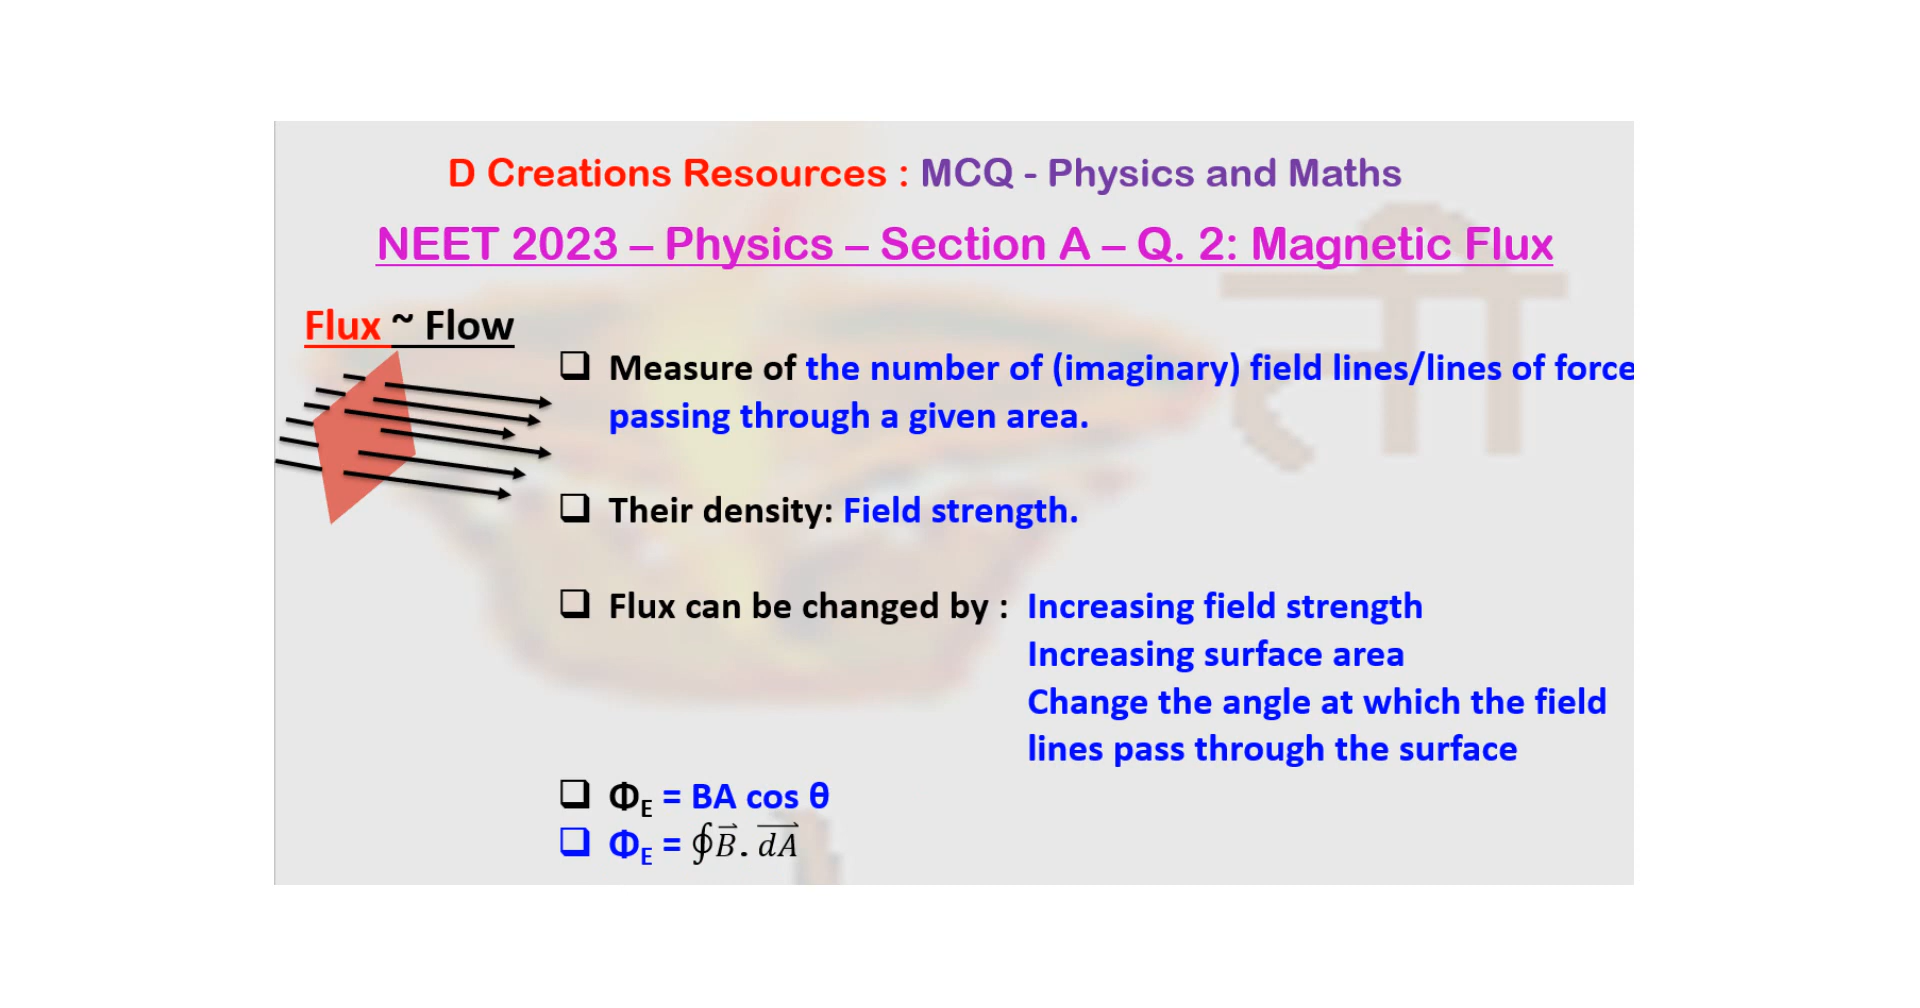 D Creations Resources : MCQ - Physics and Maths
NEET 2023 – Physics – Section A – Q. 2: Magnetic Flux
Flux ~ Flow
❑ Measure of the number of (imaginary) field lines/lines of force
passing through a given area.
❑ Their density: Field strength.
❑ Flux can be changed by : Increasing field strength
Increasing surface area
Change the angle at which the field
lines pass through the surface
❑ Φ_E = BA cos θ
❑ Φ_E = ∮B⃗ . d⃗A⃗